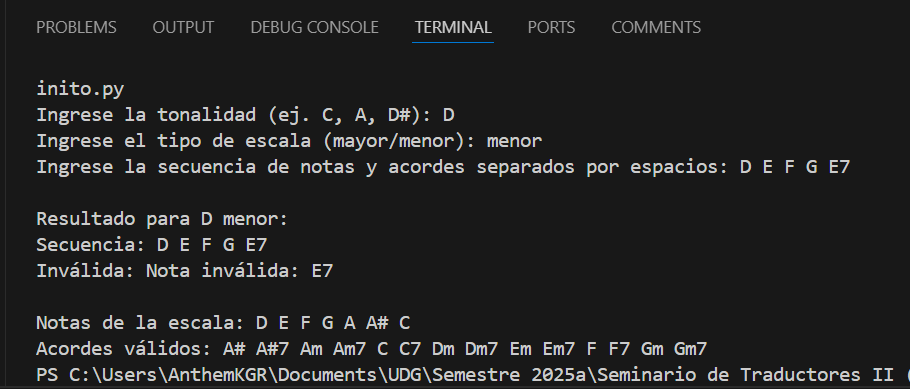 PROBLEMS OUTPUT DEBUG CONSOLE TERMINAL PORTS COMMENTS
inito.py
Ingrese la tonalidad (ej. C, A, D#): D
Ingrese el tipo de escala (mayor/menor): menor
Ingrese la secuencia de notas y acordes separados por espacios: D E F G E7
Resultado para D menor:
Secuencia: D E F G E7
Inválida: Nota inválida: E7
Notas de la escala: D E F G A A# C
Acordes válidos: A# A#7 Am Am7 C C7 Dm Dm7 Em Em7 F F7 Gm Gm7
PS C:\Users\AnthemKGR\Documents\UDG\Semestre 2025a\Seminario de Traductores II (